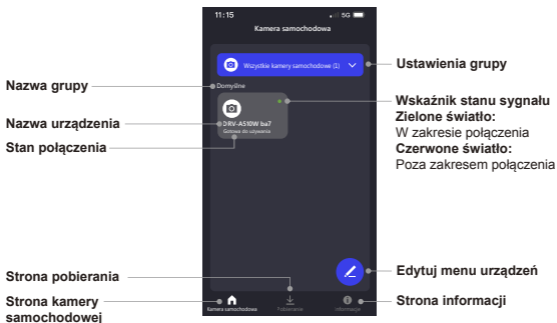 11:15
5G
Kamera samochodowa
Wszystkie kamery samochodowe (1)
Domyślne
DRV-A510W ba7
Gotowa do używania
Kamera samochodowa
Pobieranie
Informacje
Nazwa grupy
Nazwa urządzenia
Stan połączenia
Strona pobierania
Strona kamery
samochodowej
Ustawienia grupy
Wskaźnik stanu sygnału
Zielone światło:
W zakresie połączenia
Czerwone światło:
Poza zakresem połączenia
Edytuj menu urządzeń
Strona informacji